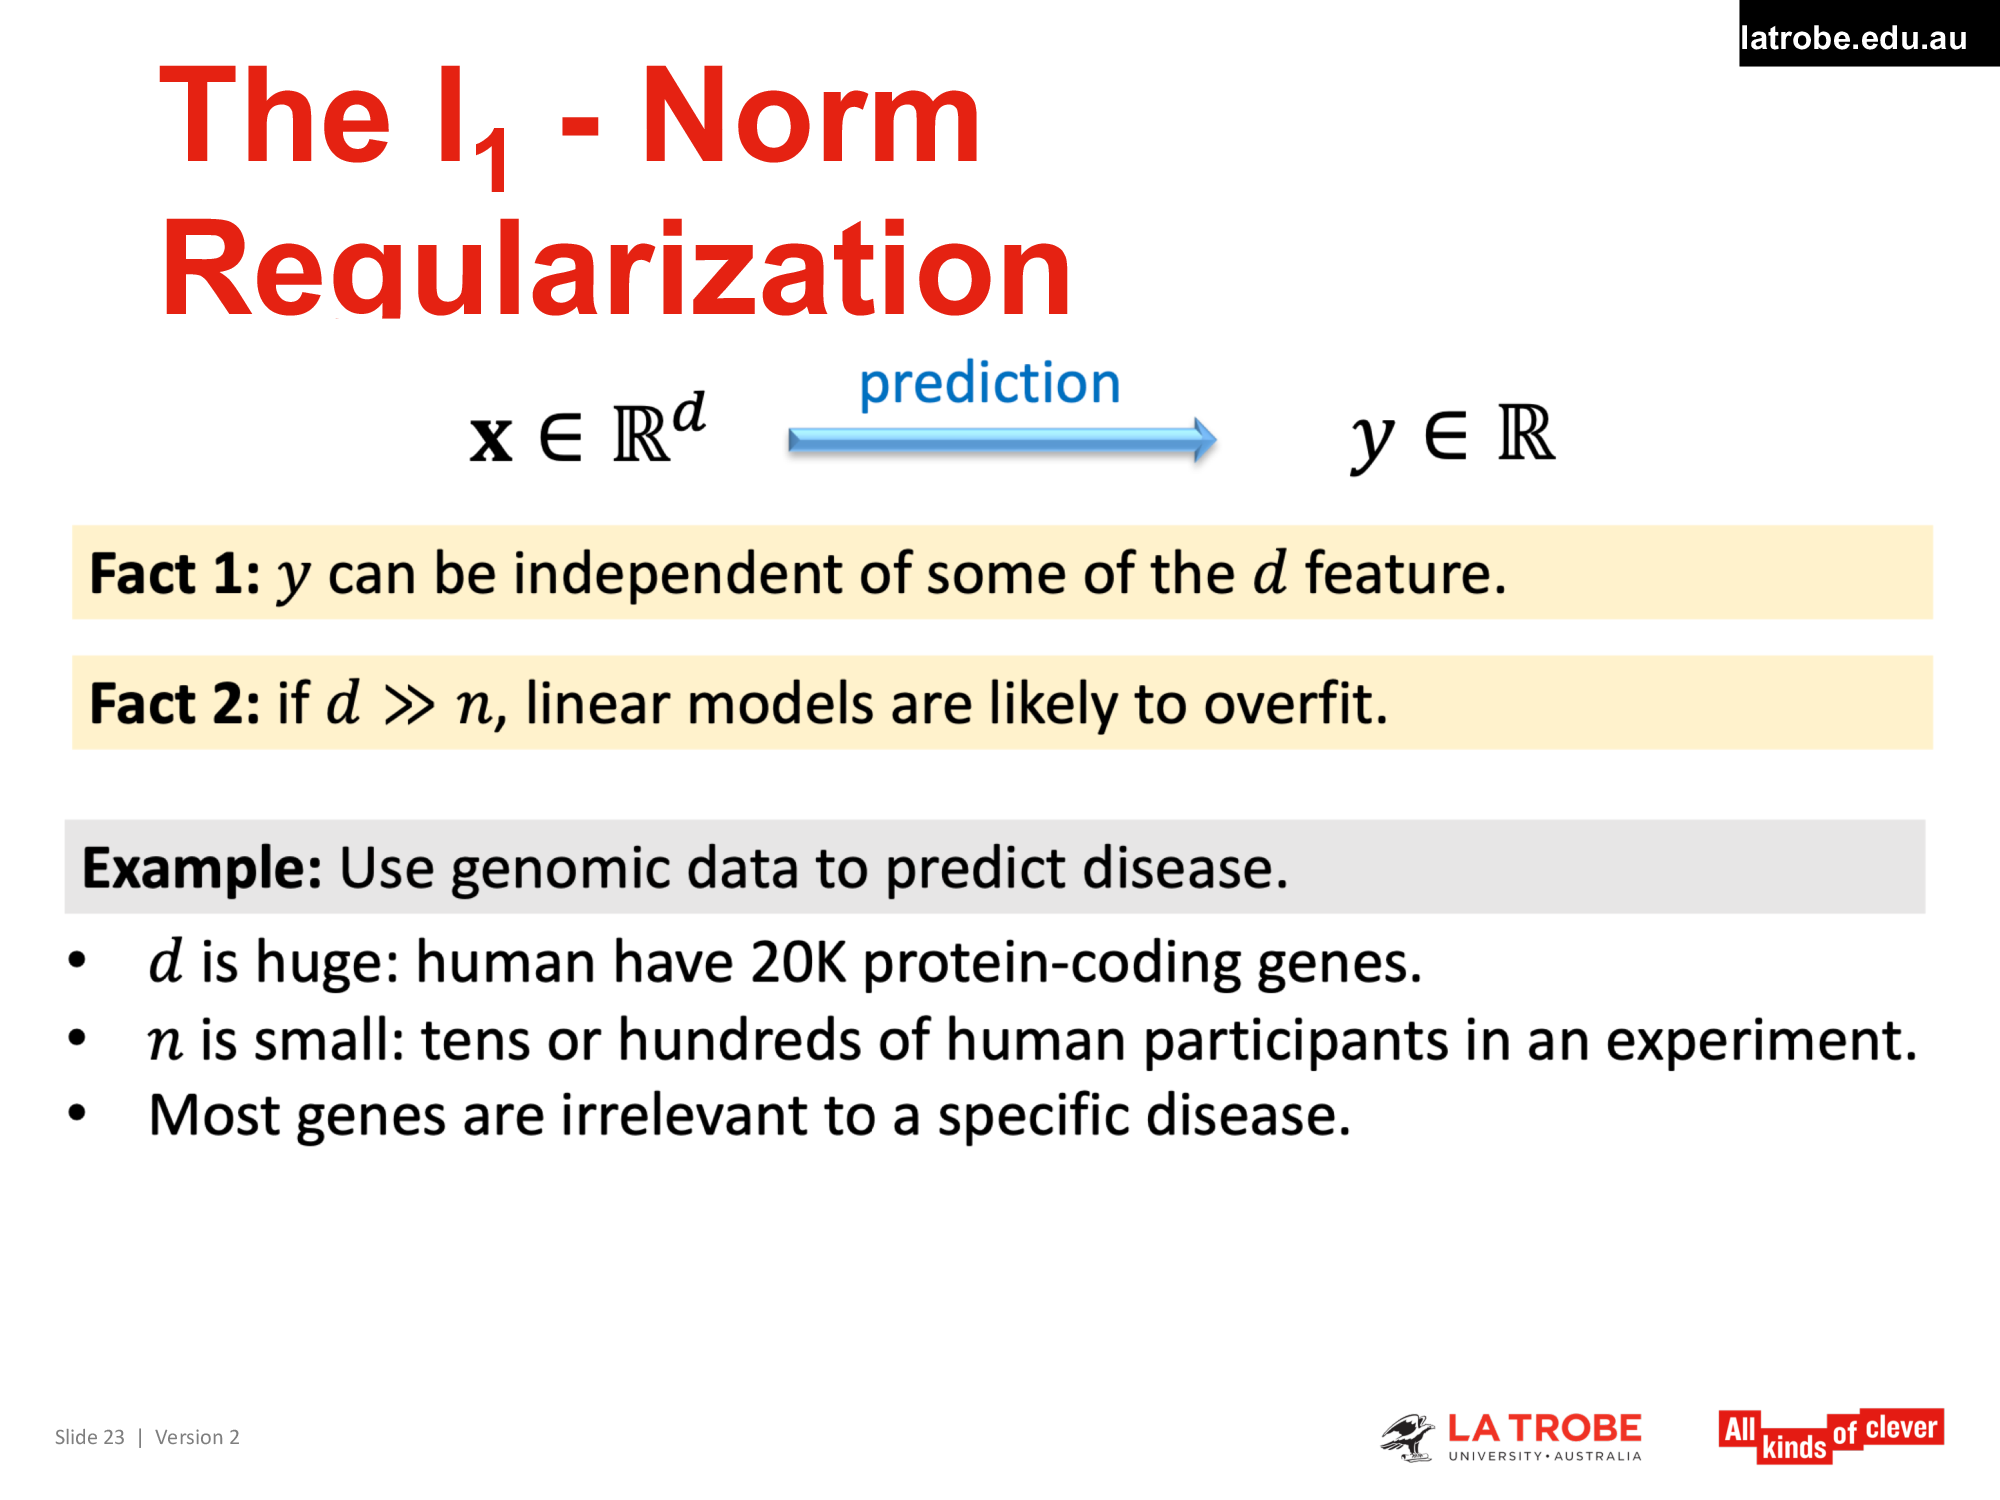 latrobe.edu.au
The l₁ - Norm
Regularization
prediction
𝐱 ∈ ℝᵈ
y ∈ ℝ
Fact 1: y can be independent of some of the d feature.
Fact 2: if d ≫ n, linear models are likely to overfit.
Example: Use genomic data to predict disease.
• d is huge: human have 20K protein-coding genes.
• n is small: tens or hundreds of human participants in an experiment.
• Most genes are irrelevant to a specific disease.
Slide 23 | Version 2
LA TROBE
UNIVERSITY • AUSTRALIA
All kinds of clever